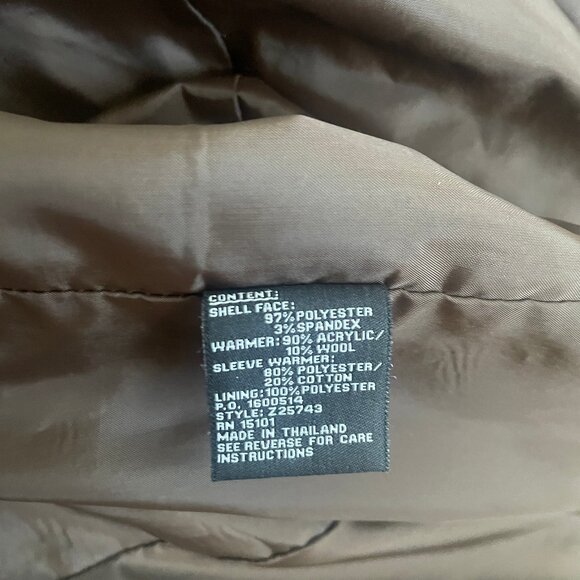 CONTENT:
SHELL FACE:
97%POLYESTER
3%SPANDEX
WARMER: 90% ACRYLIC/
10% WOOL
SLEEVE WARMER:
80% POLYESTER/
20% COTTON
LINING:100%POLYESTER
P.O. 1600514
STYLE: Z25743
RN 15101
MADE IN THAILAND
SEE REVERSE FOR CARE
INSTRUCTIONS